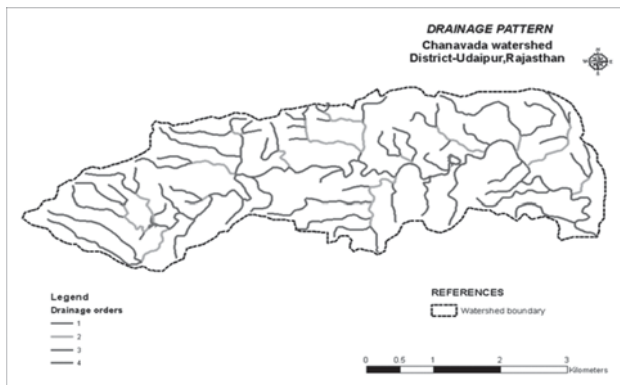 DRAINAGE PATTERN
Chanavada watershed
District-Udaipur,Rajasthan
Legend
Drainage orders
1
2
3
4
REFERENCES
Watershed boundary
0 0.5 1 2 3
Kilometers